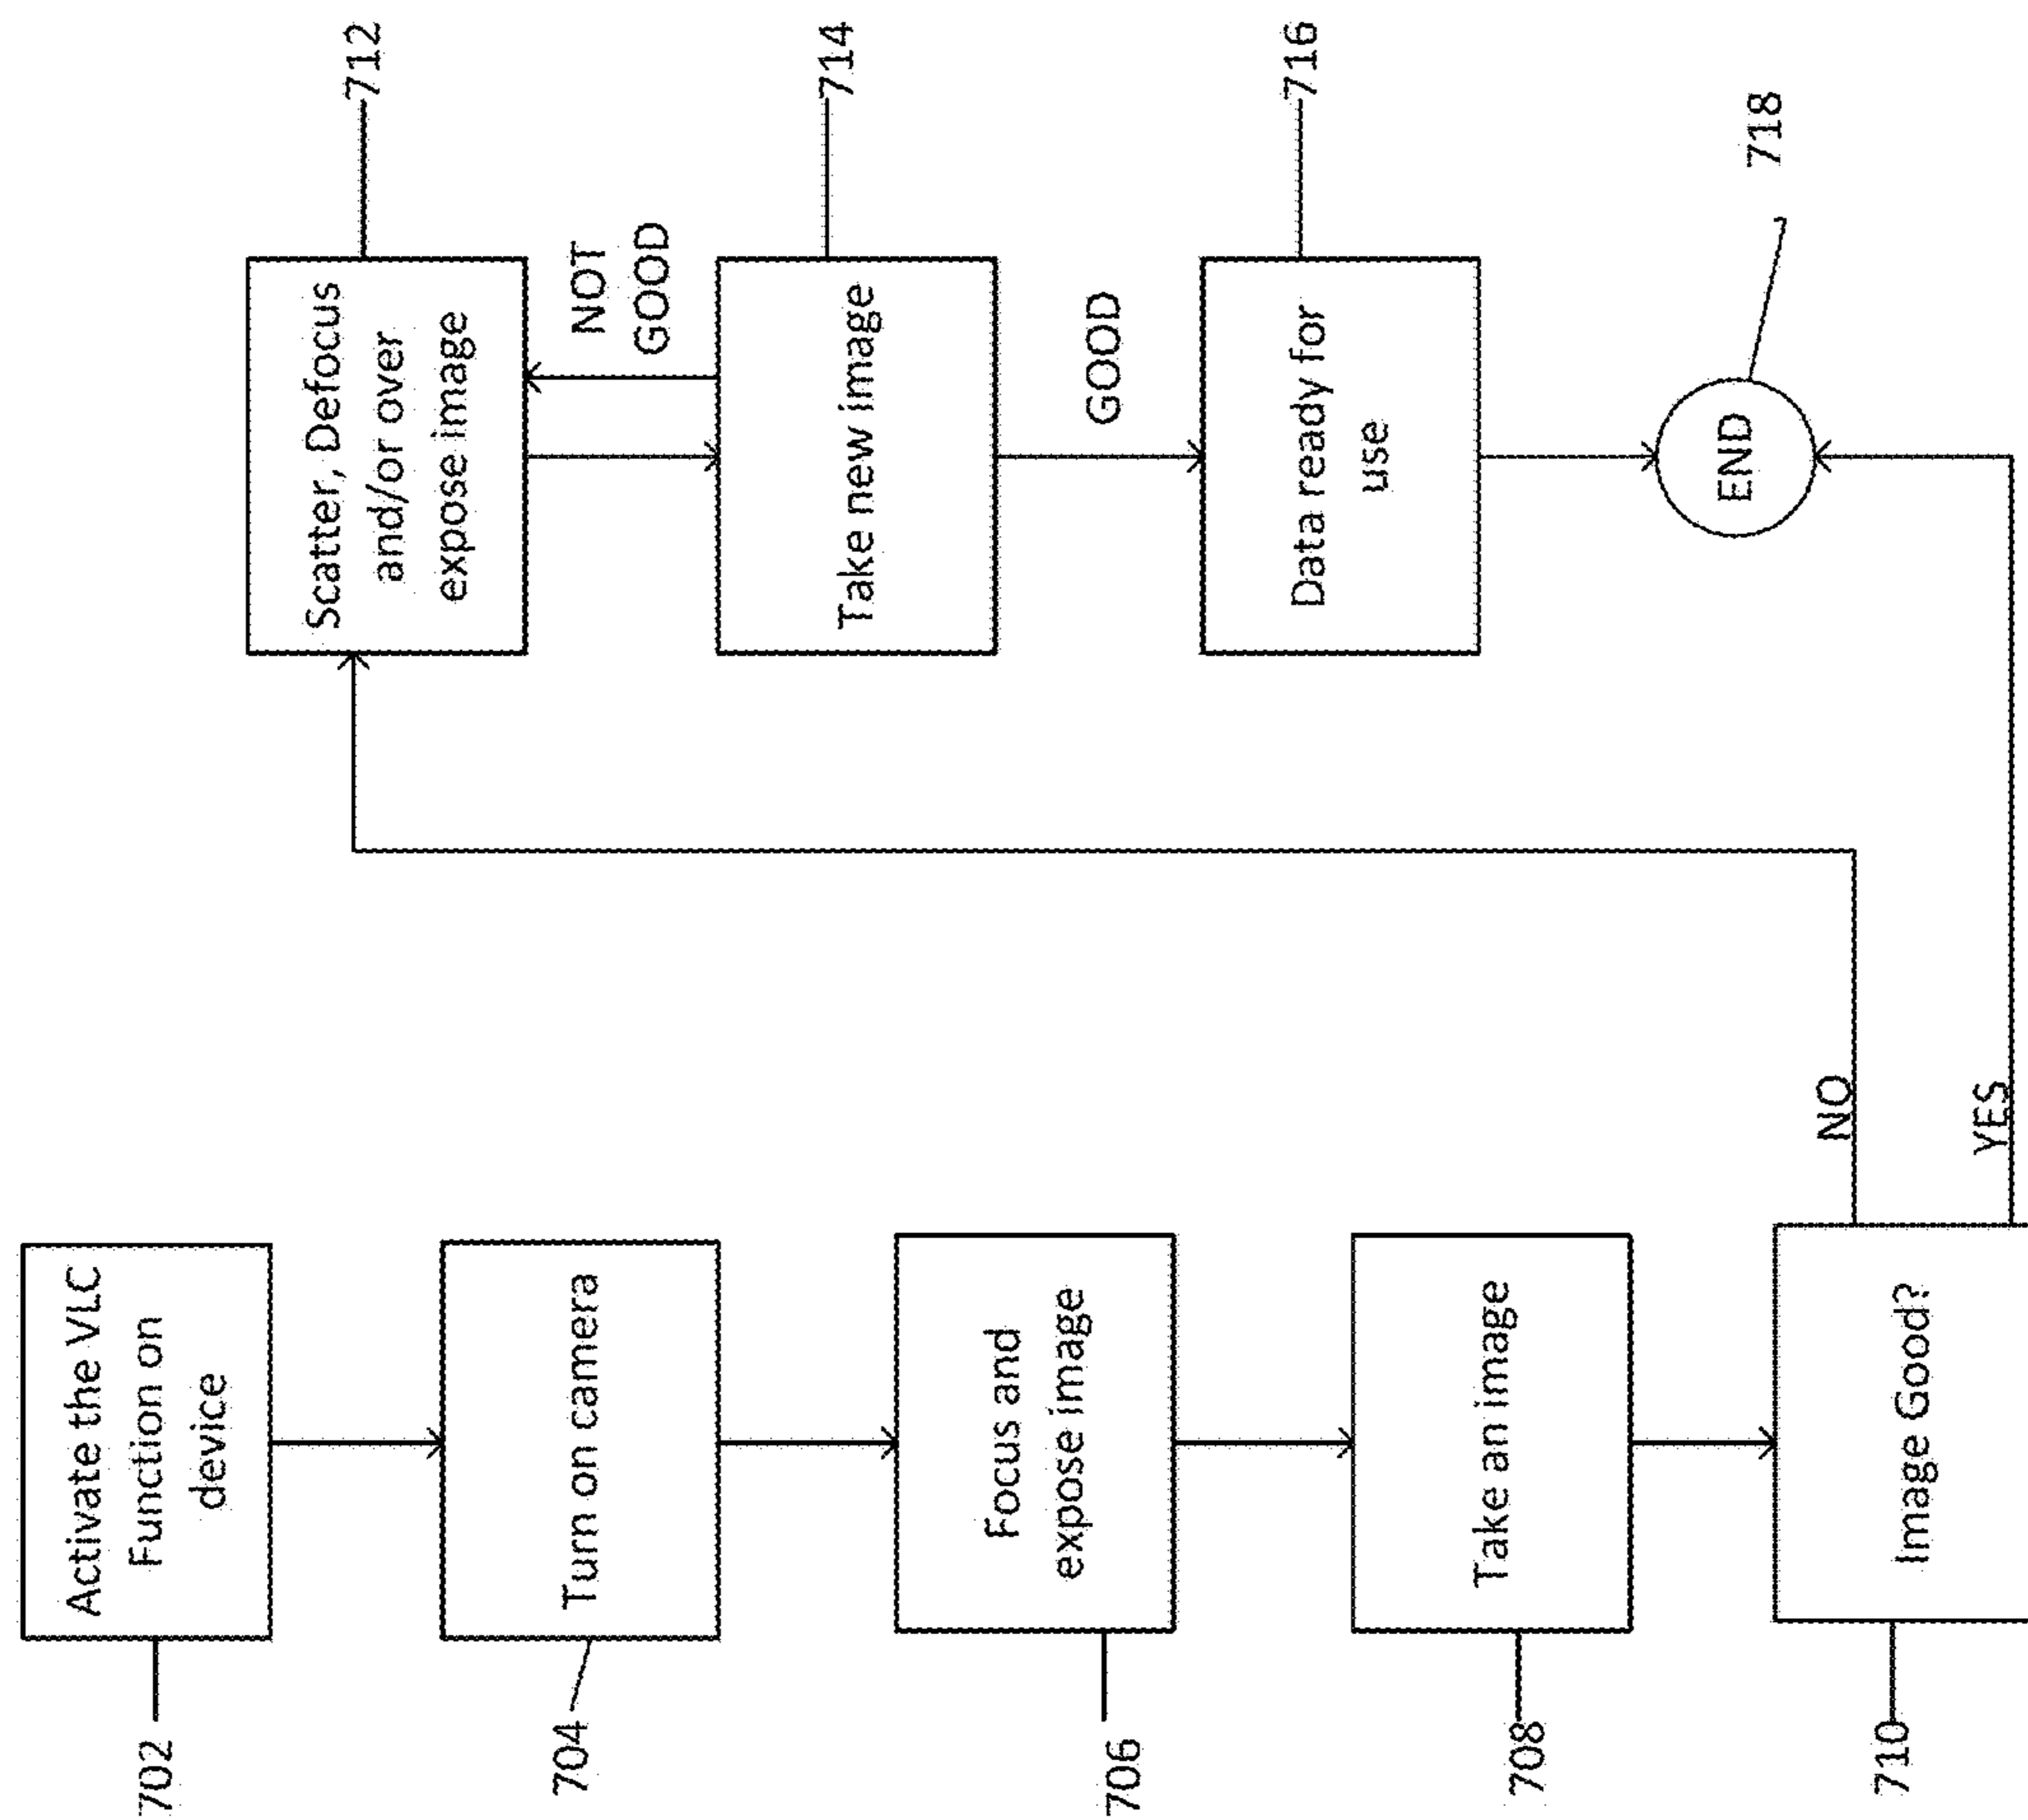 702
Activate the VLC
Function on
device
704
Turn on camera
706
Focus and
expose image
708
Take an image
710
Image Good?
NO
YES
Scatter, Defocus
and/or over
expose image
712
NOT
GOOD
Take new image
714
GOOD
Data ready for
use
716
END
718